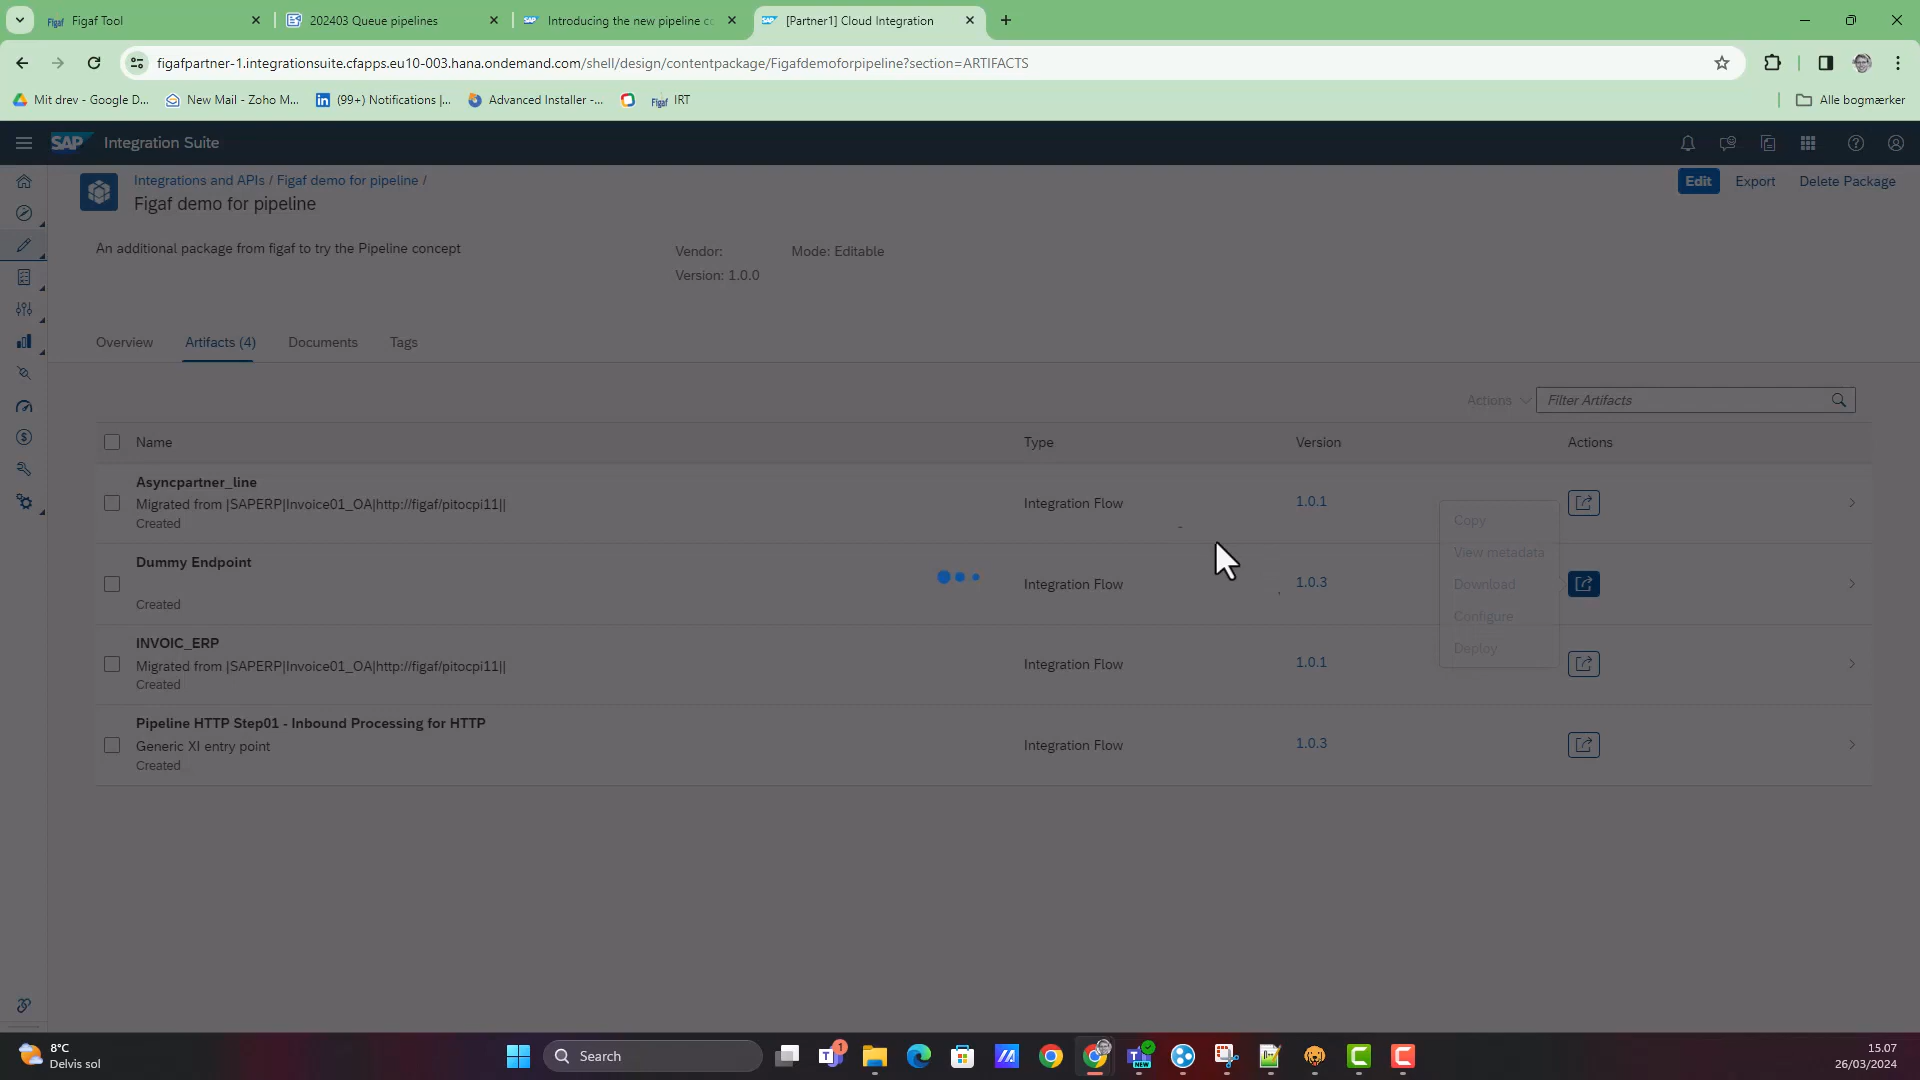 Figaf Figaf Tool
202403 Queue pipelines
Introducing the new pipeline co
[Partner1] Cloud Integration
figafpartner-1.integrationsuite.cfapps.eu10-003.hana.ondemand.com/shell/design/contentpackage/Figafdemoforpipeline?section=ARTIFACTS
Mit drev - Google D...
New Mail - Zoho M...
(99+) Notifications |...
Advanced Installer -...
Figaf IRT
Alle bogmærker
SAP Integration Suite
Integrations and APIs / Figaf demo for pipeline /
Figaf demo for pipeline
Edit
Export
Delete Package
An additional package from figaf to try the Pipeline concept
Vendor:
Mode: Editable
Version: 1.0.0
Overview
Artifacts (4)
Documents
Tags
Actions
Filter Artifacts
Name
Type
Version
Actions
Asyncpartner_line
Migrated from |SAPERP|Invoice01_OA|http://figaf/pitocpi11||
Created
Integration Flow
1.0.1
Dummy Endpoint
Created
Integration Flow
1.0.3
Copy
View metadata
Download
Configure
Deploy
INVOIC_ERP
Migrated from |SAPERP|Invoice01_OA|http://figaf/pitocpi11||
Created
Integration Flow
1.0.1
Pipeline HTTP Step01 - Inbound Processing for HTTP
Generic XI entry point
Created
Integration Flow
1.0.3
8°C
Delvis sol
Search
1
NEW
15.07
26/03/2024